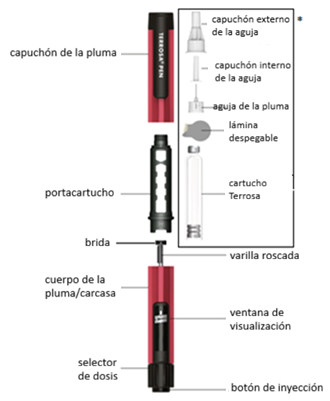 capuchón externo
de la aguja
*
capuchón de la pluma
TERROSA® PEN
capuchón interno
de la aguja
aguja de la pluma
lámina
despegable
portacartucho
cartucho
Terrosa
brida
varilla roscada
cuerpo de la
pluma/carcasa
ventana de
visualización
selector
de dosis
botón de inyección